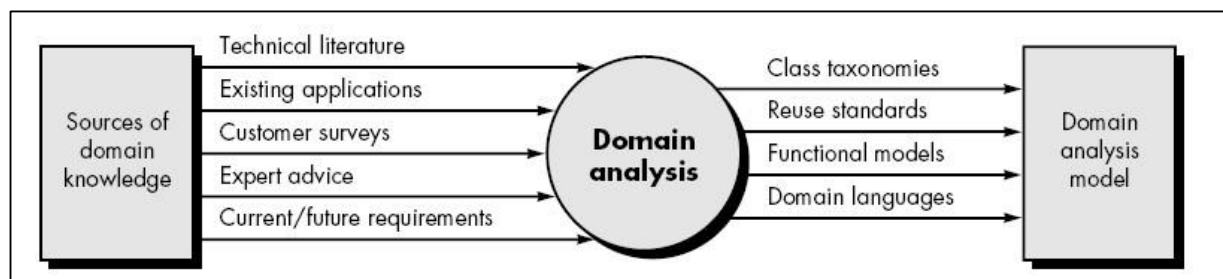 Sources of
domain
knowledge
Technical literature
Existing applications
Customer surveys
Expert advice
Current/future requirements
Domain
analysis
Class taxonomies
Reuse standards
Functional models
Domain languages
Domain
analysis
model